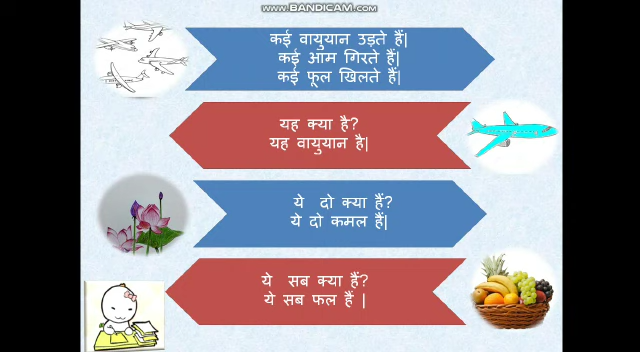 www.BANDICAM.com
कई वायुयान उड़ते हैं|
कई आम गिरते हैं|
कई फूल खिलते हैं|
यह क्या है?
यह वायुयान है|
ये दो क्या हैं?
ये दो कमल हैं|
ये सब क्या हैं?
ये सब फल हैं |